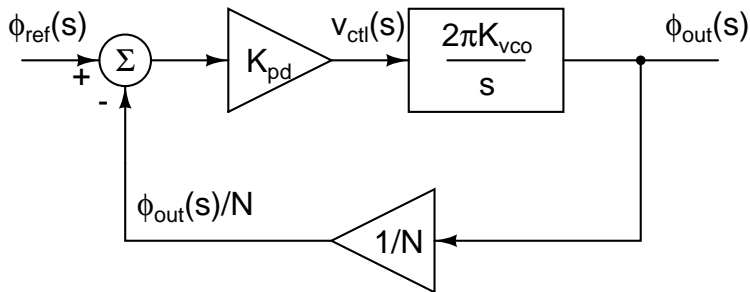 ϕref(s)
+
-
Σ
Kpd
vctl(s)
2πKvco
s
ϕout(s)
ϕout(s)/N
1/N